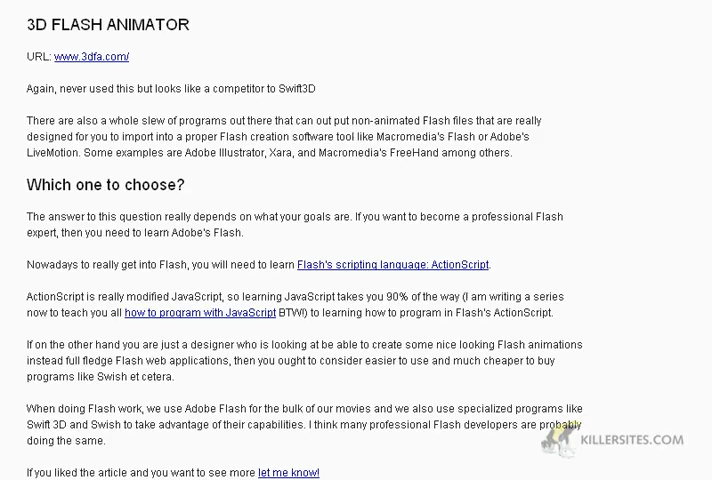 3D FLASH ANIMATOR
URL: www.3dfa.com/
Again, never used this but looks like a competitor to Swift3D
There are also a whole slew of programs out there that can out put non-animated Flash files that are really
designed for you to import into a proper Flash creation software tool like Macromedia's Flash or Adobe's
LiveMotion. Some examples are Adobe Illustrator, Xara, and Macromedia's FreeHand among others.
Which one to choose?
The answer to this question really depends on what your goals are. If you want to become a professional Flash
expert, then you need to learn Adobe's Flash.
Nowadays to really get into Flash, you will need to learn Flash's scripting language: ActionScript.
ActionScript is really modified JavaScript, so learning JavaScript takes you 90% of the way (I am writing a series
now to teach you all how to program with JavaScript BTW!) to learning how to program in Flash's ActionScript.
If on the other hand you are just a designer who is looking at be able to create some nice looking Flash animations
instead full fledge Flash web applications, then you ought to consider easier to use and much cheaper to buy
programs like Swish et cetera.
When doing Flash work, we use Adobe Flash for the bulk of our movies and we also use specialized programs like
Swift 3D and Swish to take advantage of their capabilities. I think many professional Flash developers are probably
doing the same.
KILLERSITES.COM
If you liked the article and you want to see more let me know!